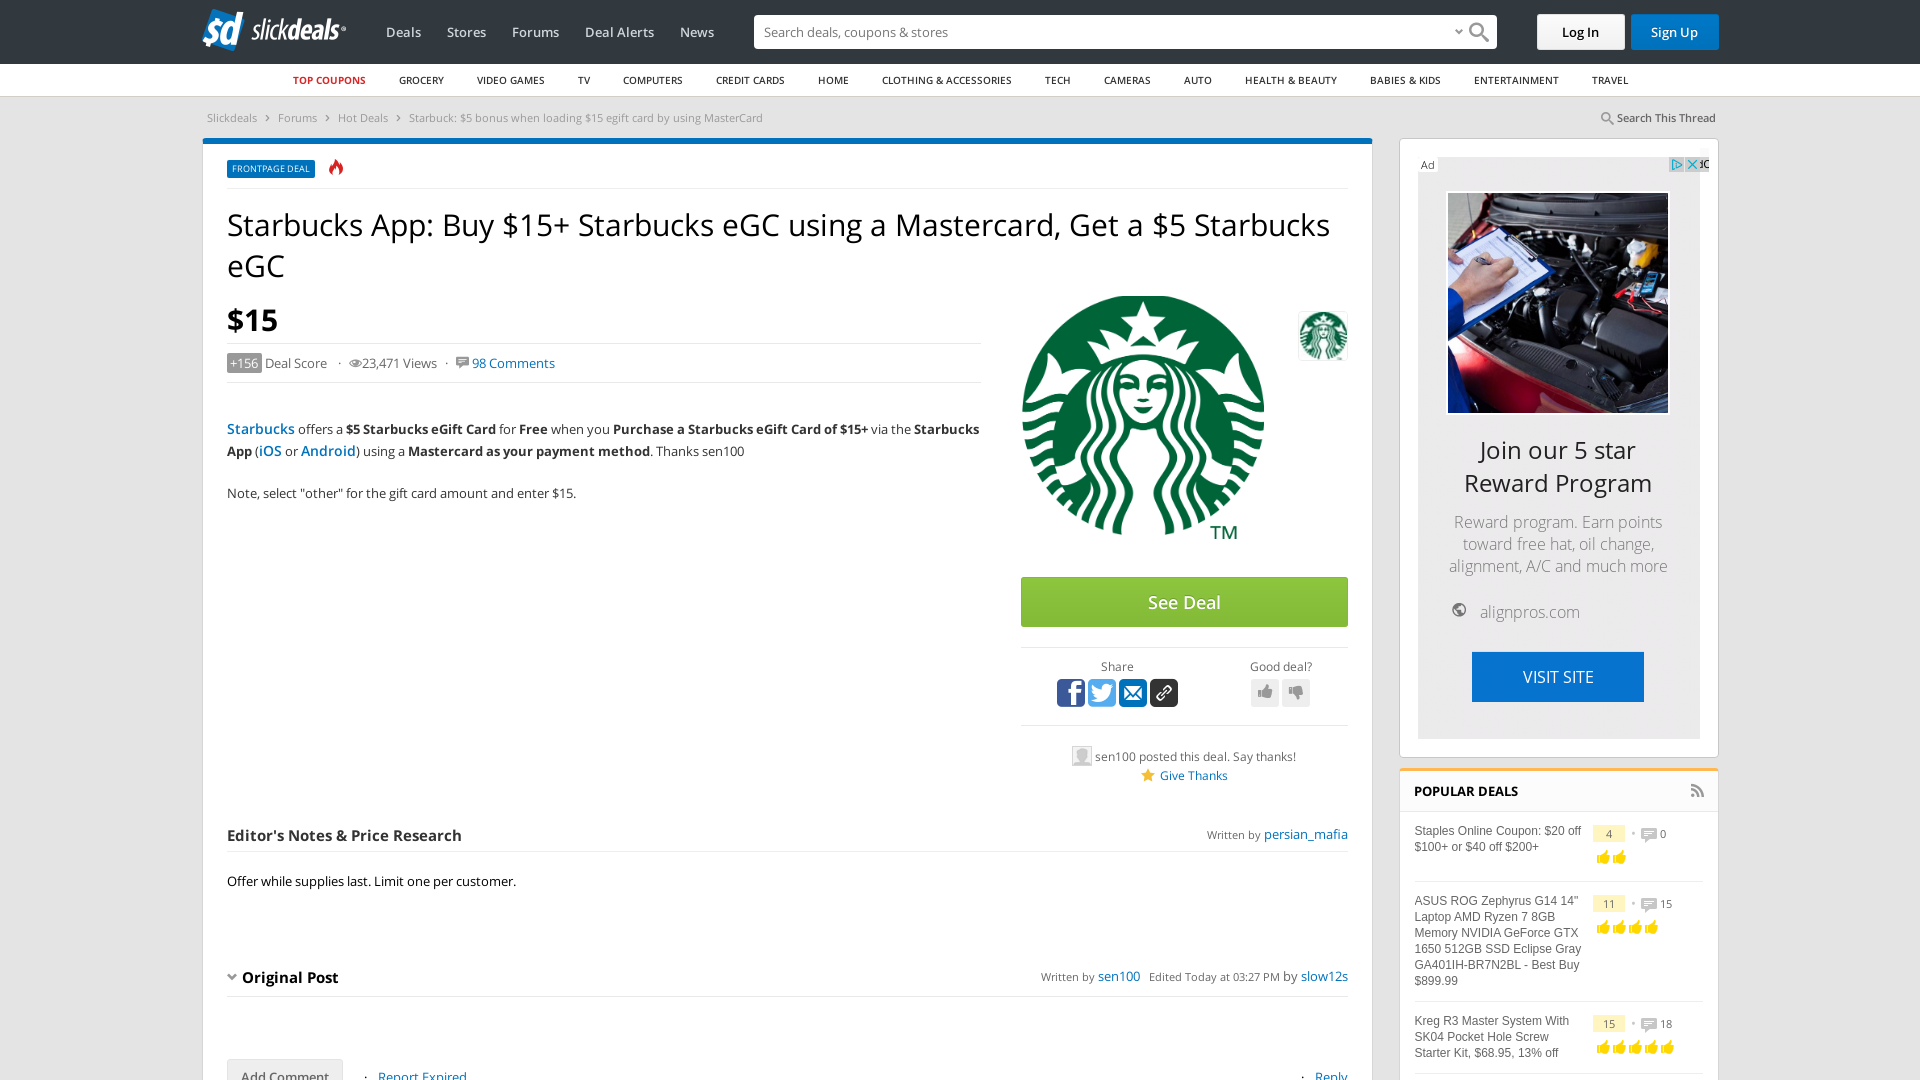 slickdeals
Deals
Stores
Forums
Deal Alerts
News
Search deals, coupons & stores
Log In
Sign Up
TOP COUPONS
GROCERY
VIDEO GAMES
TV
COMPUTERS
CREDIT CARDS
HOME
CLOTHING & ACCESSORIES
TECH
CAMERAS
AUTO
HEALTH & BEAUTY
BABIES & KIDS
ENTERTAINMENT
TRAVEL
Slickdeals › Forums › Hot Deals › Starbuck: $5 bonus when loading $15 egift card by using MasterCard
Search This Thread
FRONTPAGE DEAL
Starbucks App: Buy $15+ Starbucks eGC using a Mastercard, Get a $5 Starbucks
eGC
$15
+156 Deal Score · 23,471 Views · 98 Comments
Starbucks offers a $5 Starbucks eGift Card for Free when you Purchase a Starbucks eGift Card of $15+ via the Starbucks
App (iOS or Android) using a Mastercard as your payment method. Thanks sen100
Note, select "other" for the gift card amount and enter $15.
TM
See Deal
Share
Good deal?
sen100 posted this deal. Say thanks!
Give Thanks
Editor's Notes & Price Research
Written by persian_mafia
Offer while supplies last. Limit one per customer.
Original Post
Written by sen100 Edited Today at 03:27 PM by slow12s
Add Comment
· Report Expired
· Reply
Ad
Join our 5 star
Reward Program
Reward program. Earn points
toward free hat, oil change,
alignment, A/C and much more
alignpros.com
VISIT SITE
POPULAR DEALS
Staples Online Coupon: $20 off
$100+ or $40 off $200+
4 • 0
ASUS ROG Zephyrus G14 14"
Laptop AMD Ryzen 7 8GB
Memory NVIDIA GeForce GTX
1650 512GB SSD Eclipse Gray
GA401IH-BR7N2BL - Best Buy
$899.99
11 • 15
Kreg R3 Master System With
SK04 Pocket Hole Screw
Starter Kit, $68.95, 13% off
15 • 18